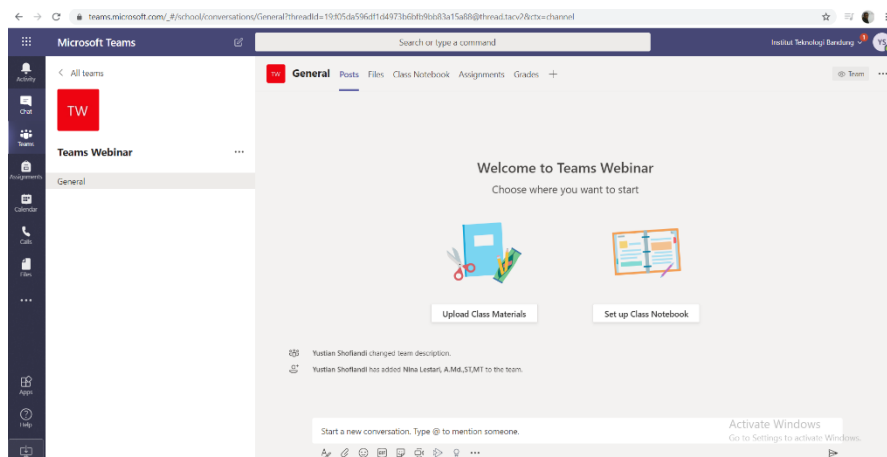 teams.microsoft.com/_#/school/conversations/General?threadId=19:f05da596df1d4973b6bfb9bb83a15a88@thread.tacv2&ctx=channel
Microsoft Teams
Search or type a command
Institut Teknologi Bandung
1
YS
Activity
Chat
Teams
Assignments
Calendar
Calls
Files
Apps
Help
All teams
TW
Teams Webinar
General
TW General Posts Files Class Notebook Assignments Grades
Team
Welcome to Teams Webinar
Choose where you want to start
Upload Class Materials
Set up Class Notebook
Yustian Shofiandi changed team description.
Yustian Shofiandi has added Nina Lestari, A.Md.,ST,MT to the team.
Start a new conversation. Type @ to mention someone.
GIF
Activate Windows
Go to Settings to activate Windows.